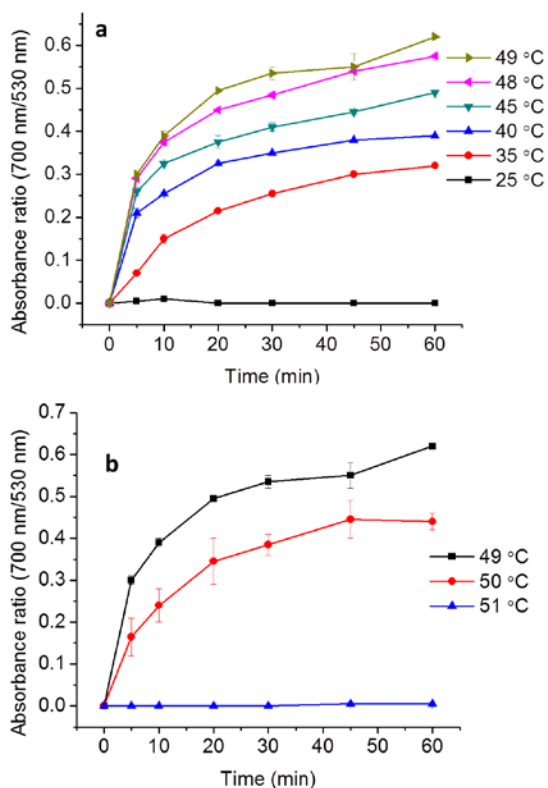 a
Absorbance ratio (700 nm/530 nm)
0.6
0.5
0.4
0.3
0.2
0.1
0.0
49 °C
48 °C
45 °C
40 °C
35 °C
25 °C
0 10 20 30 40 50 60
Time (min)
b
Absorbance ratio (700 nm/530 nm)
0.7
0.6
0.5
0.4
0.3
0.2
0.1
0.0
49 °C
50 °C
51 °C
0 10 20 30 40 50 60
Time (min)